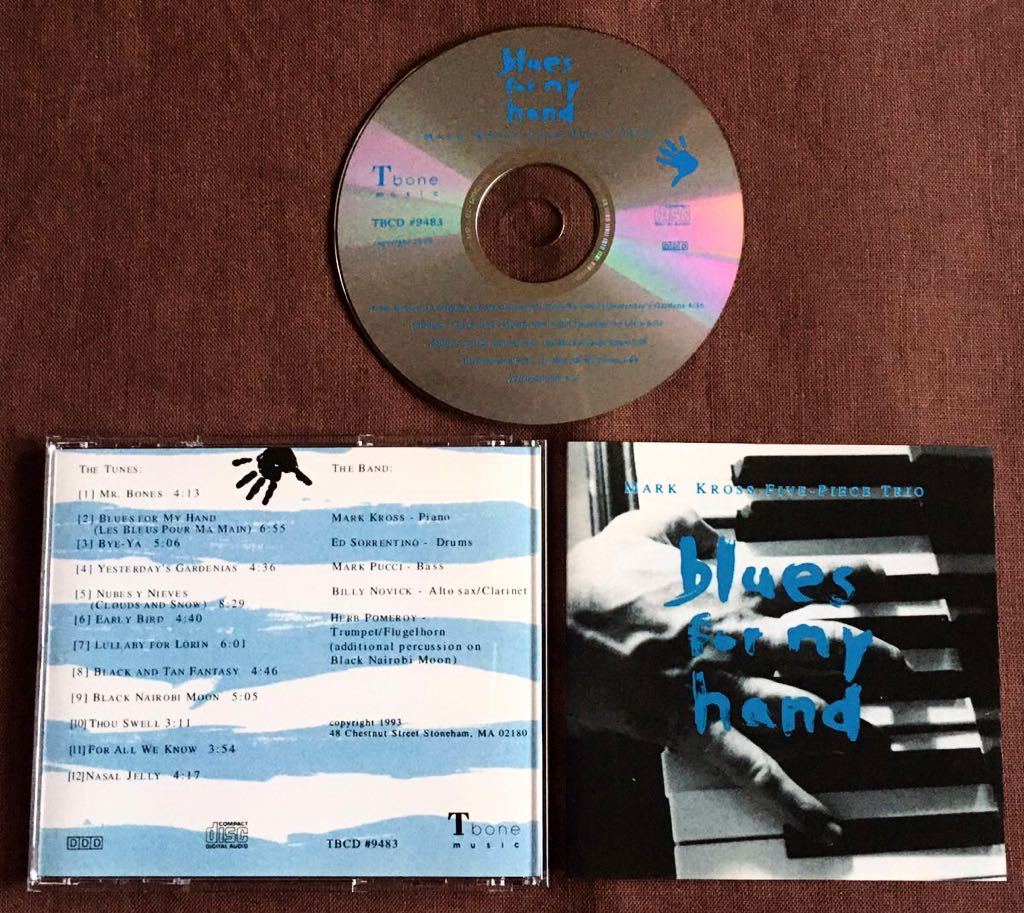 blues
for my
hand
T bone
music
TBCD #9483
DISC
DDD
THE TUNES:
[1] MR. BONES 4:13
[2] BLUES FOR MY HAND
(LES BLEUS POUR MA MAIN) 6:55
[3] BYE-YA 5:06
[4] YESTERDAY'S GARDENIAS 4:36
[5] NUBES Y NIEVES
(CLOUDS AND SNOW) 8:29
[6] EARLY BIRD 4:40
[7] LULLABY FOR LORIN 6:01
[8] BLACK AND TAN FANTASY 4:46
[9] BLACK NAIROBI MOON 5:05
[10] THOU SWELL 3:11
[11] FOR ALL WE KNOW 3:54
[12] NASAL JELLY 4:17
THE BAND:
MARK KROSS - Piano
ED SORRENTINO - Drums
MARK PUCCI - Bass
BILLY NOVICK - Alto sax/Clarinet
HERB POMEROY -
Trumpet/Flugelhorn
(additional percussion on
Black Nairobi Moon)
copyright 1993
48 Chestnut Street Stoneham, MA 02180
DDD
COMPACT
disc
DIGITAL AUDIO
TBCD #9483
T bone
music
MARK KROSS FIVE-PIECE TRIO
blues
for my
hand